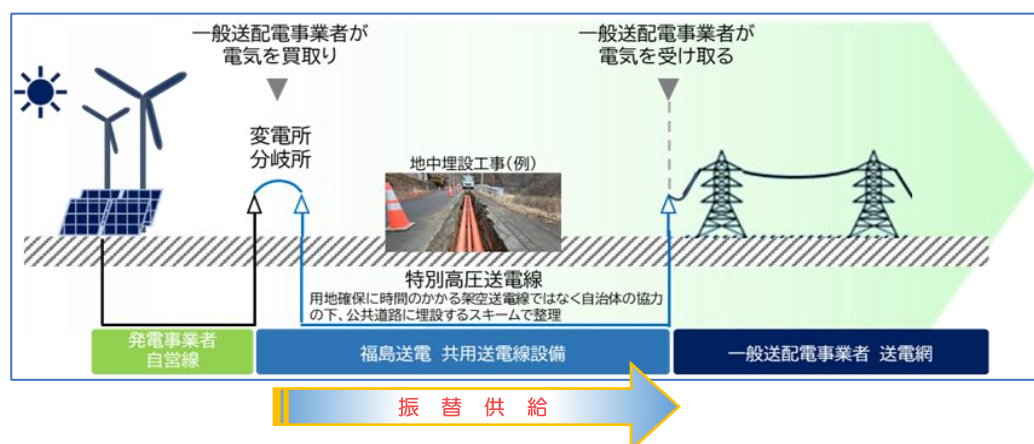 一般送配電事業者が
電気を買取り
一般送配電事業者が
電気を受け取る
変電所
分岐所
地中埋設工事(例)
特別高圧送電線
用地確保に時間のかかる架空送電線ではなく自治体の協力
の下、公共道路に埋設するスキームで整理
発電事業者
自営線
福島送電 共用送電線設備
一般送配電事業者 送電網
振替供給